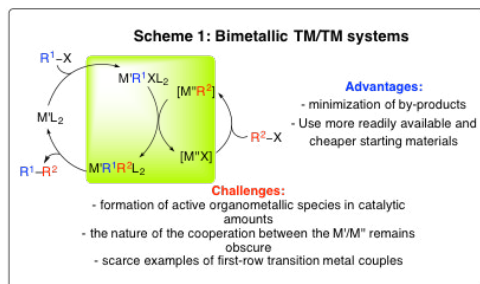 Scheme 1: Bimetallic TM/TM systems
R¹-X
M'R¹XL₂
[M"R²]
Advantages:
- minimization of by-products
- Use more readily available and
cheaper starting materials
M'L₂
R²-X
[M"X]
R¹-R²
M'R¹R²L₂
Challenges:
- formation of active organometallic species in catalytic
amounts
- the nature of the cooperation between the M'/M" remains
obscure
- scarce examples of first-row transition metal couples